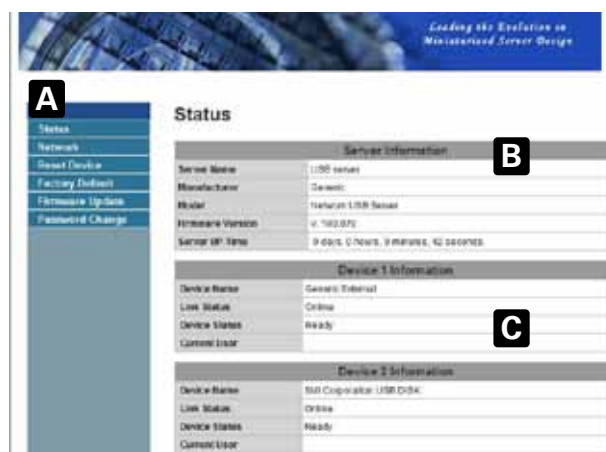 Leading the Evolution in
Miniaturized Server Design
A
Status
Network
Reset Device
Factory Default
Firmware Update
Password Change
Status
Server Information
B
Server Name USB server
Manufacturer Generic
Model Network USB Server
Firmware Version
Server UP Time 0 days, 0 hours, 3 minutes, 42 seconds.
Device 1 Information
Device Name Generic External
Link Status Online
Device Status Ready
C
Current User
Device 2 Information
Device Name Corporation USB DISK
Link Status Online
Device Status Ready
Current User